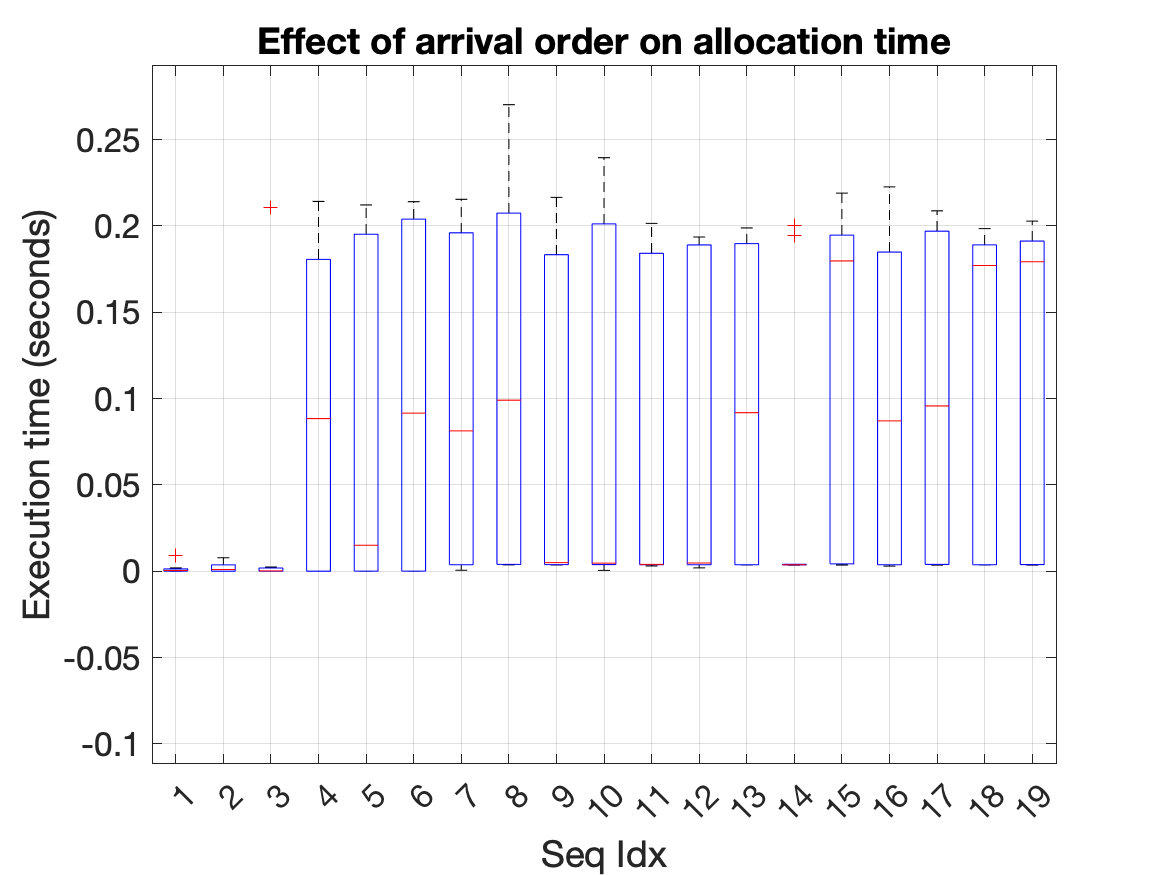 Effect of arrival order on allocation time
Execution time (seconds)
0.25
0.2
0.15
0.1
0.05
0
-0.05
-0.1
1 2 3 4 5 6 7 8 9 10 11 12 13 14 15 16 17 18 19
Seq Idx